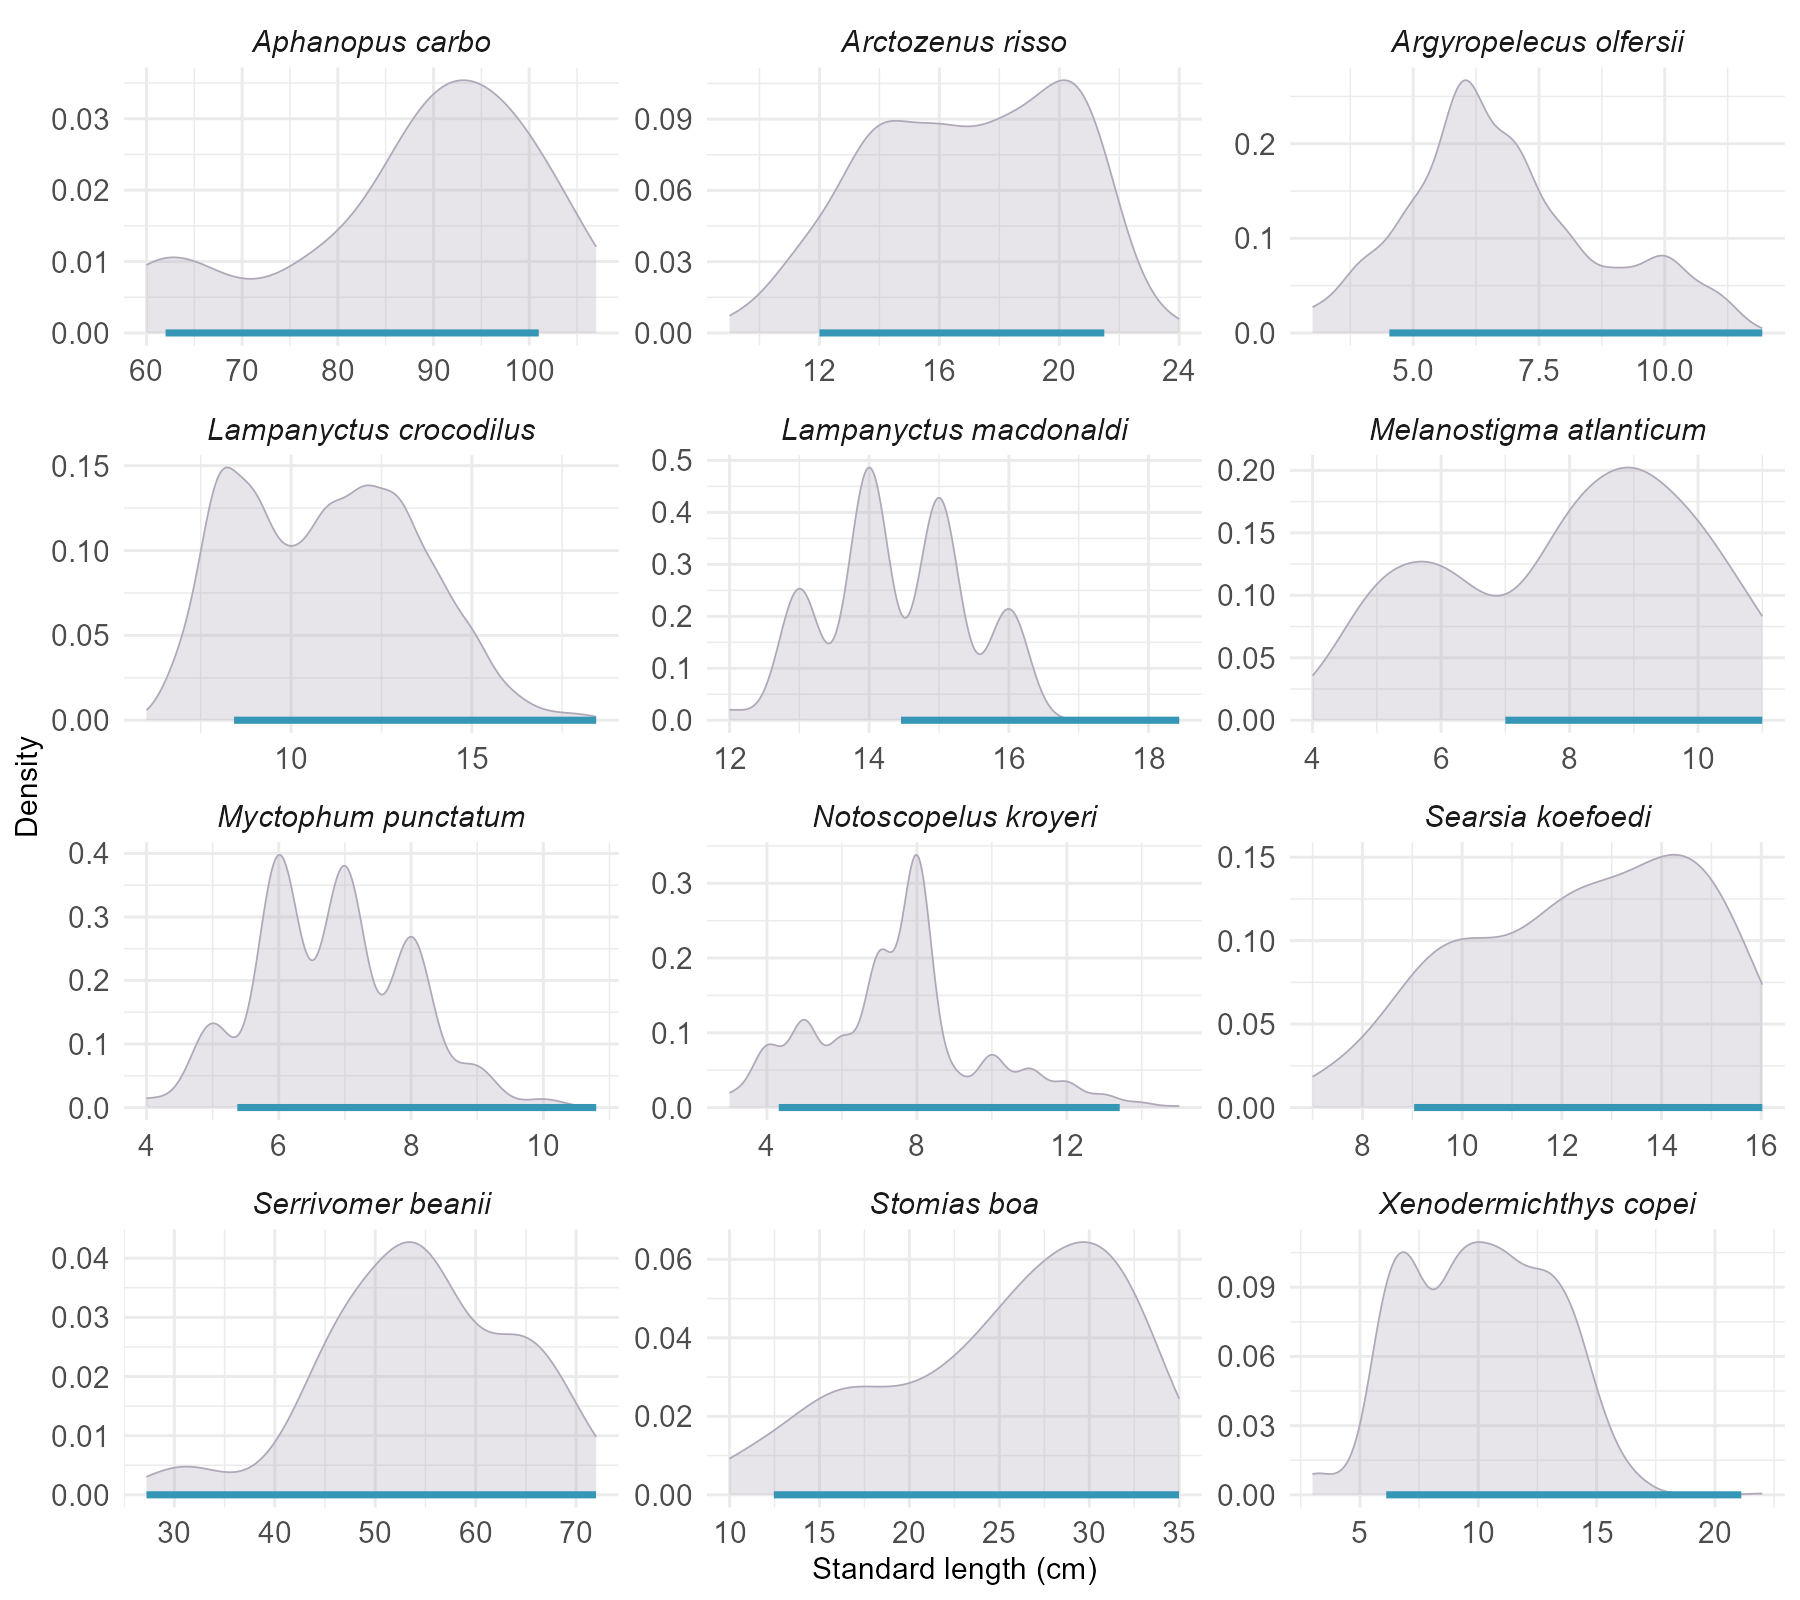 Aphanopus carbo
Arctozenus risso
Argyropelecus olfersii
0.03
0.02
0.01
0.00
60 70 80 90 100
0.09
0.06
0.03
0.00
12 16 20 24
0.2
0.1
0.0
5.0 7.5 10.0
Lampanyctus crocodilus
Lampanyctus macdonaldi
Melanostigma atlanticum
0.15
0.10
0.05
0.00
10 15
0.5
0.4
0.3
0.2
0.1
0.0
12 14 16 18
0.20
0.15
0.10
0.05
0.00
4 6 8 10
Density
Myctophum punctatum
Notoscopelus kroyeri
Searsia koefoedi
0.4
0.3
0.2
0.1
0.0
4 6 8 10
0.3
0.2
0.1
0.0
4 8 12
0.15
0.10
0.05
0.00
8 10 12 14 16
Serrivomer beanii
Stomias boa
Xenodermichthys copei
0.04
0.03
0.02
0.01
0.00
30 40 50 60 70
0.06
0.04
0.02
0.00
10 15 20 25 30 35
0.09
0.06
0.03
0.00
5 10 15 20
Standard length (cm)